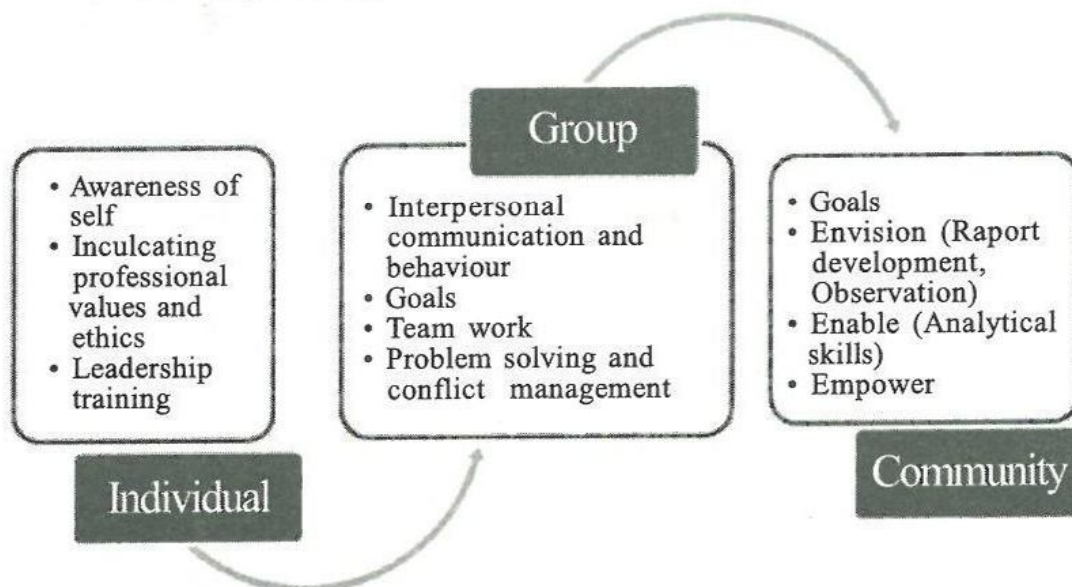 • Awareness of
self
• Inculcating
professional
values and
ethics
• Leadership
training
Individual
Group
• Interpersonal
communication and
behaviour
• Goals
• Team work
• Problem solving and
conflict management
• Goals
• Envision (Raport
development,
Observation)
• Enable (Analytical
skills)
• Empower
Community